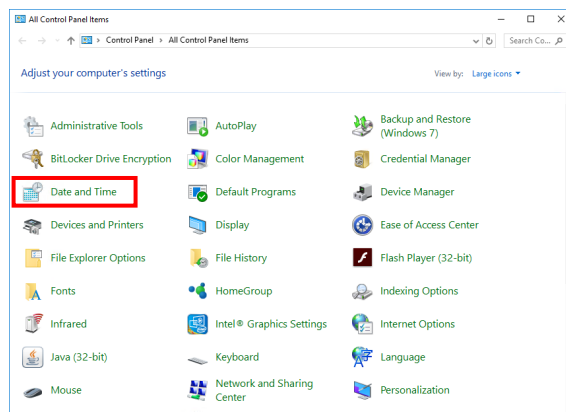 All Control Panel Items
Control Panel > All Control Panel Items
Search Co...
Adjust your computer's settings
View by: Large icons
Administrative Tools
AutoPlay
Backup and Restore
(Windows 7)
BitLocker Drive Encryption
Color Management
Credential Manager
Date and Time
Default Programs
Device Manager
Devices and Printers
Display
Ease of Access Center
File Explorer Options
File History
Flash Player (32-bit)
Fonts
HomeGroup
Indexing Options
Infrared
Intel® Graphics Settings
Internet Options
Java (32-bit)
Keyboard
Language
Mouse
Network and Sharing
Center
Personalization